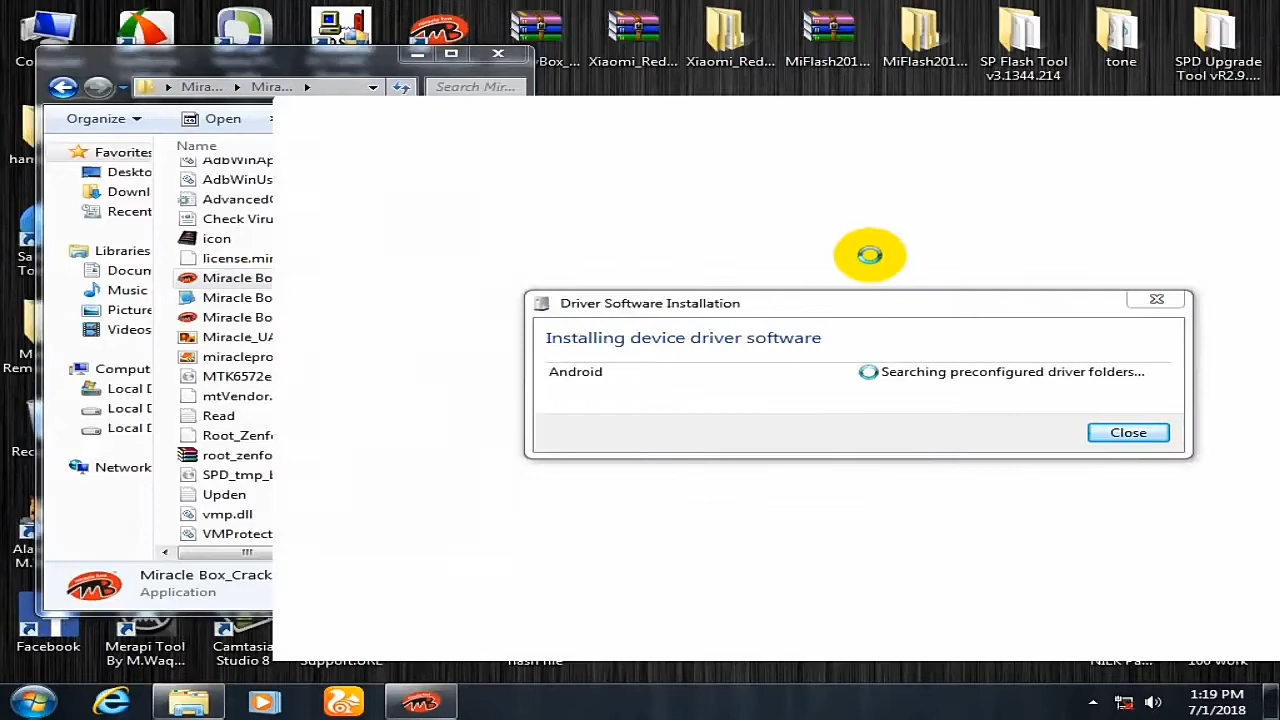 Xiaomi_Red...
Xiaomi_Red...
MiFlash201...
MiFlash201...
SP Flash Tool
v3.1344.214
tone
SPD Upgrade
Tool vR2.9....
Mira...
Mira...
Search Mir...
Organize
Open
Name
Favorites
Deskto
Downl
Recent
Libraries
Docum
Music
Picture
Videos
Comput
Local D
Local D
Local D
Network
AdbWinAp
AdbWinUs
AdvancedC
Check Viru
icon
license.mir
Miracle Bo
Miracle Bo
Miracle Bo
Miracle_UA
miraclepro
MTK6572e
mtVendor.
Read
Root_Zenf
root_zenfo
SPD_tmp_b
Upden
vmp.dll
VMProtect
Miracle Box_Crack
Application
Driver Software Installation
Installing device driver software
Android
Searching preconfigured driver folders...
Close
Facebook
Merapi Tool
By M.Waq...
Camtasia
Studio 8
1:19 PM
7/1/2018